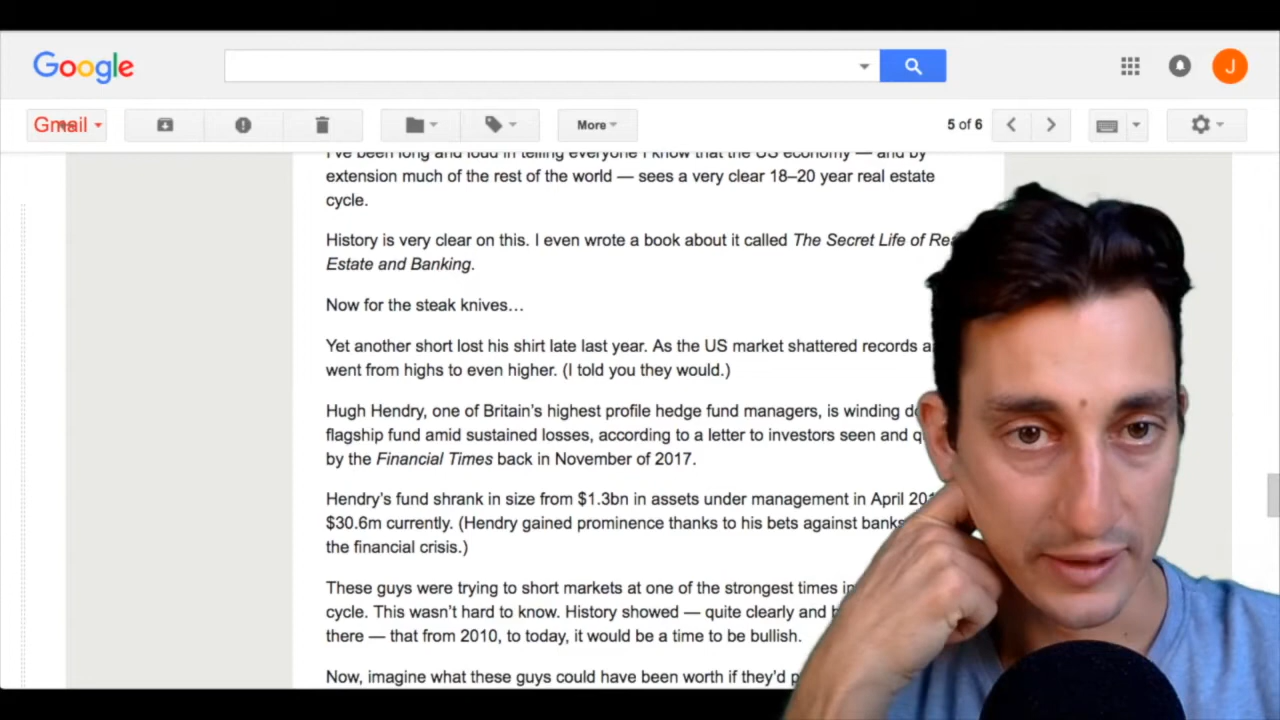 Google
J
Gmail
More
5 of 6
I've been long and loud in telling everyone I know that the US economy — and by
extension much of the rest of the world — sees a very clear 18–20 year real estate
cycle.
History is very clear on this. I even wrote a book about it called The Secret Life of
Estate and Banking.
Now for the steak knives…
Yet another short lost his shirt late last year. As the US market shattered records
went from highs to even higher. (I told you they would.)
Hugh Hendry, one of Britain's highest profile hedge fund managers, is winding
flagship fund amid sustained losses, according to a letter to investors seen and
by the Financial Times back in November of 2017.
Hendry's fund shrank in size from $1.3bn in assets under management in April
$30.6m currently. (Hendry gained prominence thanks to his bets against banks
the financial crisis.)
These guys were trying to short markets at one of the strongest times
cycle. This wasn't hard to know. History showed — quite clearly and
there — that from 2010, to today, it would be a time to be bullish.
Now, imagine what these guys could have been worth if they'd